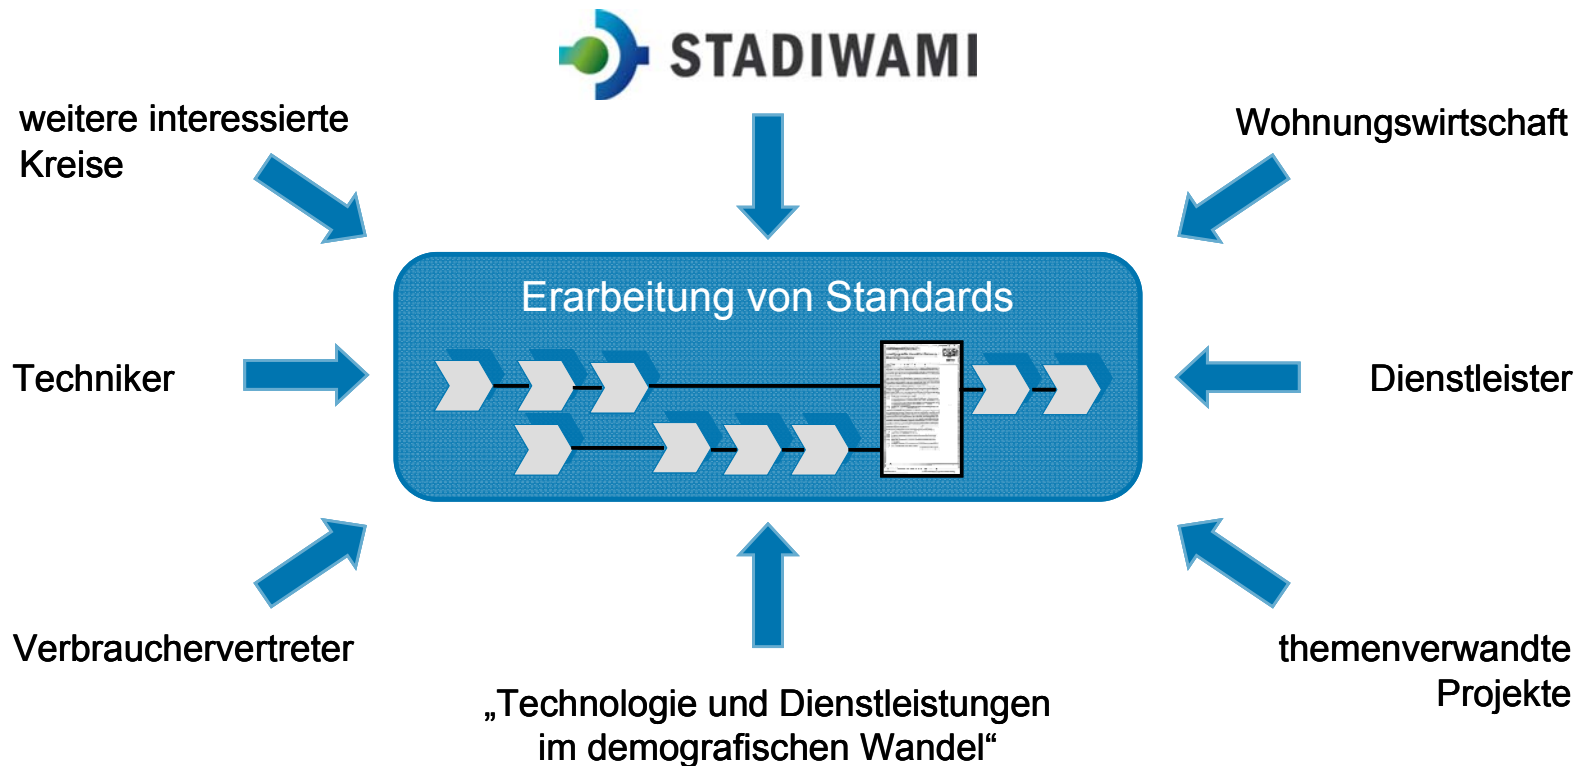 STADIWAMI
weitere interessierte
Kreise
Wohnungswirtschaft
Erarbeitung von Standards
Techniker
Dienstleister
Verbrauchervertreter
themenverwandte
Projekte
„Technologie und Dienstleistungen
im demografischen Wandel“